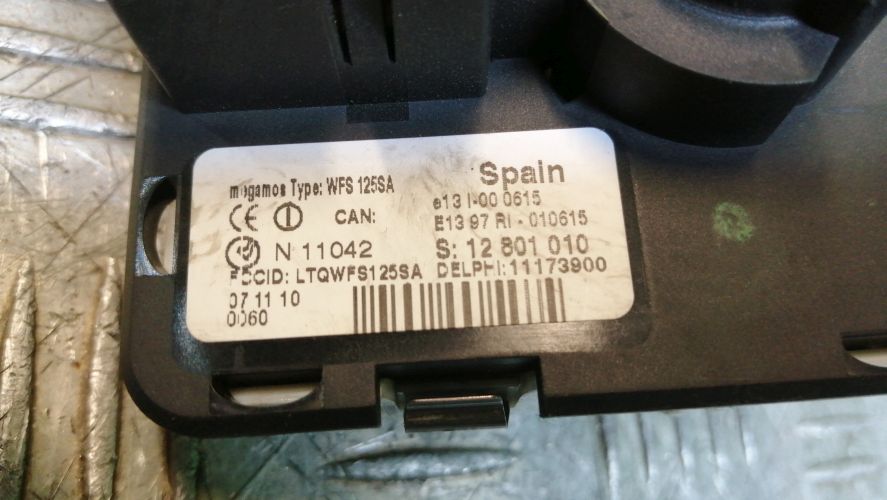 Spain
megamos Type: WFS 125SA
e13 I-00 0615
CE CAN:
E13 97 RI - 010615
N 11042
S: 12 801 010
FCCID: LTQWFS125SA DELPHI:11173900
07 11 10
0060